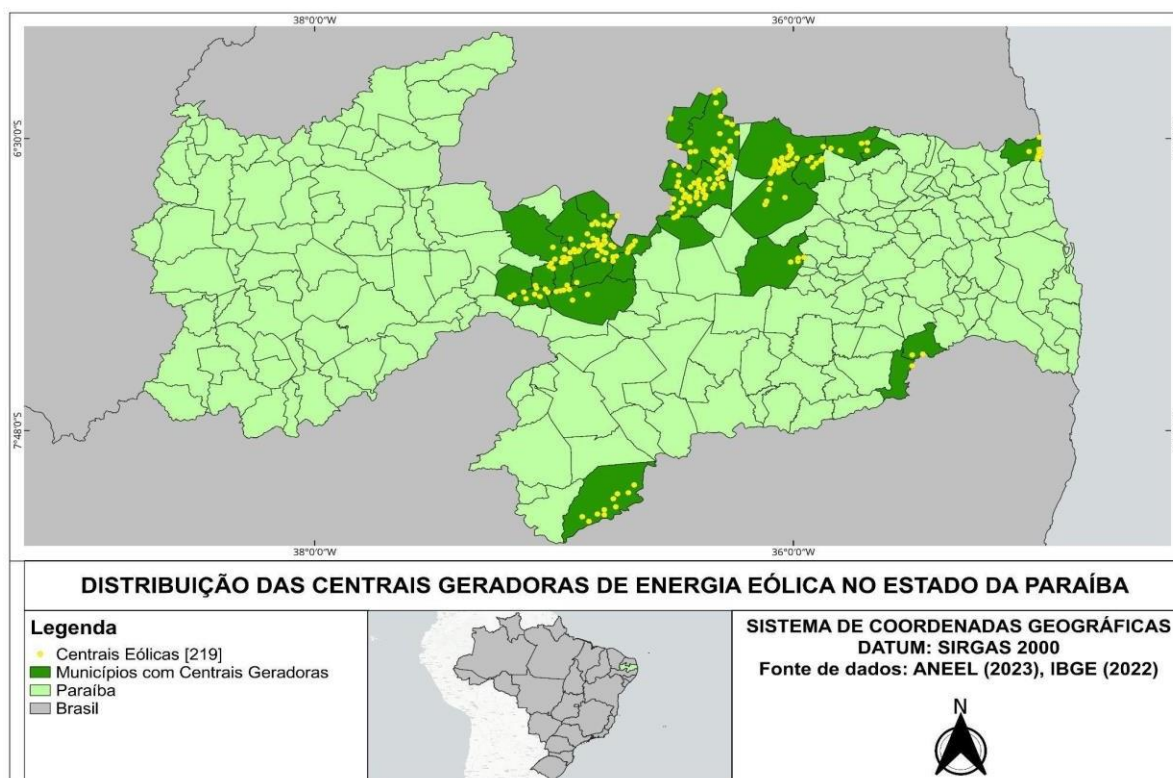 38°0'0"W
36°0'0"W
6°30'0"S
7°48'0"S
38°0'0"W
36°0'0"W
DISTRIBUIÇÃO DAS CENTRAIS GERADORAS DE ENERGIA EÓLICA NO ESTADO DA PARAÍBA
Legenda
Centrais Eólicas [219]
Municípios com Centrais Geradoras
Paraíba
Brasil
SISTEMA DE COORDENADAS GEOGRÁFICAS
DATUM: SIRGAS 2000
Fonte de dados: ANEEL (2023), IBGE (2022)
N